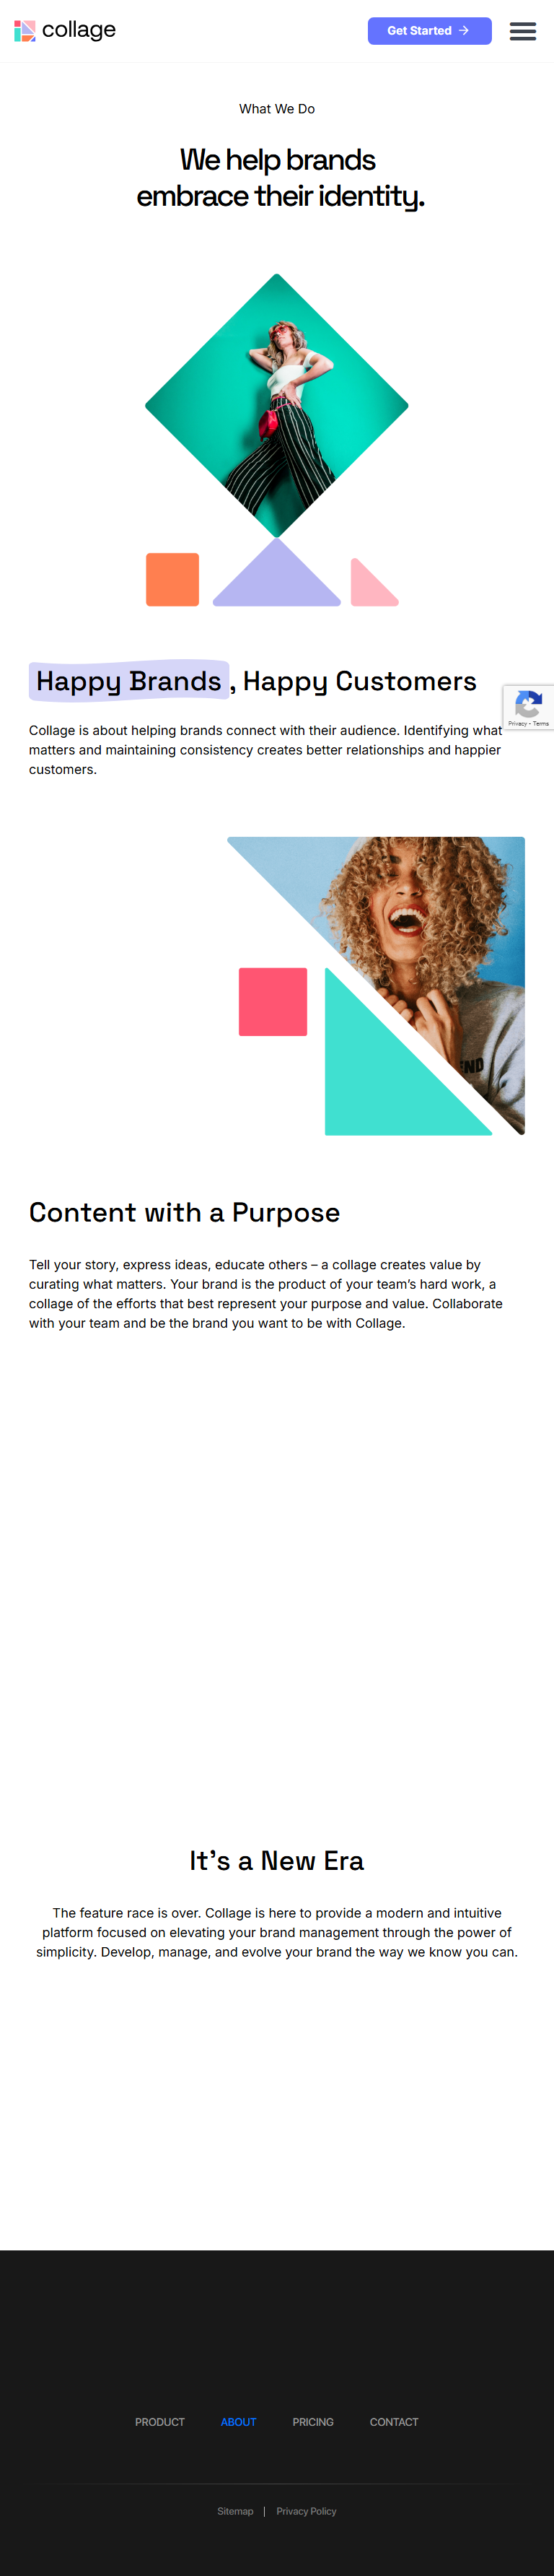 collage
Get Started
What We Do
We help brands
embrace their identity.
Happy Brands, Happy Customers
Privacy - Terms
Collage is about helping brands connect with their audience. Identifying what
matters and maintaining consistency creates better relationships and happier
customers.
END
Content with a Purpose
Tell your story, express ideas, educate others – a collage creates value by
curating what matters. Your brand is the product of your team’s hard work, a
collage of the efforts that best represent your purpose and value. Collaborate
with your team and be the brand you want to be with Collage.
It’s a New Era
The feature race is over. Collage is here to provide a modern and intuitive
platform focused on elevating your brand management through the power of
simplicity. Develop, manage, and evolve your brand the way we know you can.
PRODUCT ABOUT PRICING CONTACT
Sitemap | Privacy Policy